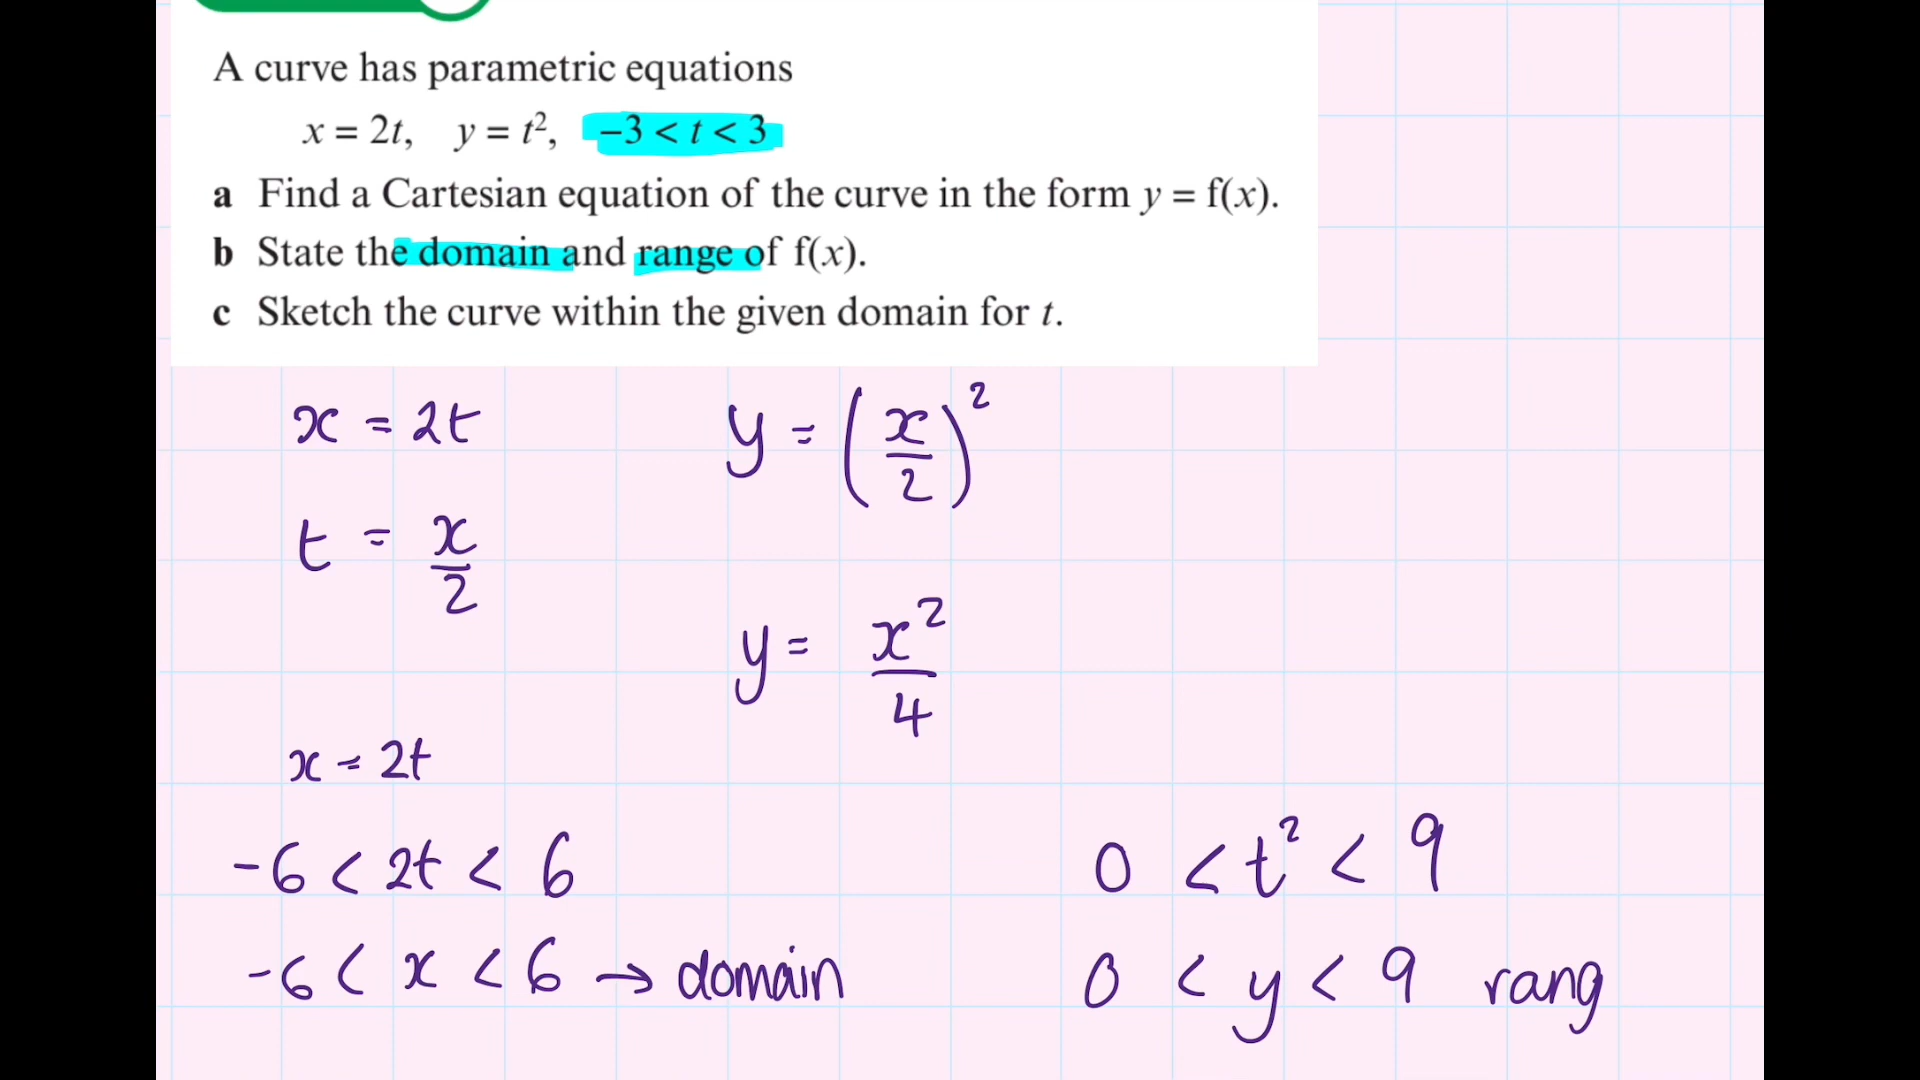 A curve has parametric equations
x = 2t, y = t², −3 < t < 3
a Find a Cartesian equation of the curve in the form y = f(x).
b State the domain and range of f(x).
c Sketch the curve within the given domain for t.
x = 2t
t = x/2
y = (x/2)²
y = x²/4
x = 2t
-6 < 2t < 6
-6 < x < 6 → domain
0 < t² < 9
0 < y < 9 rang